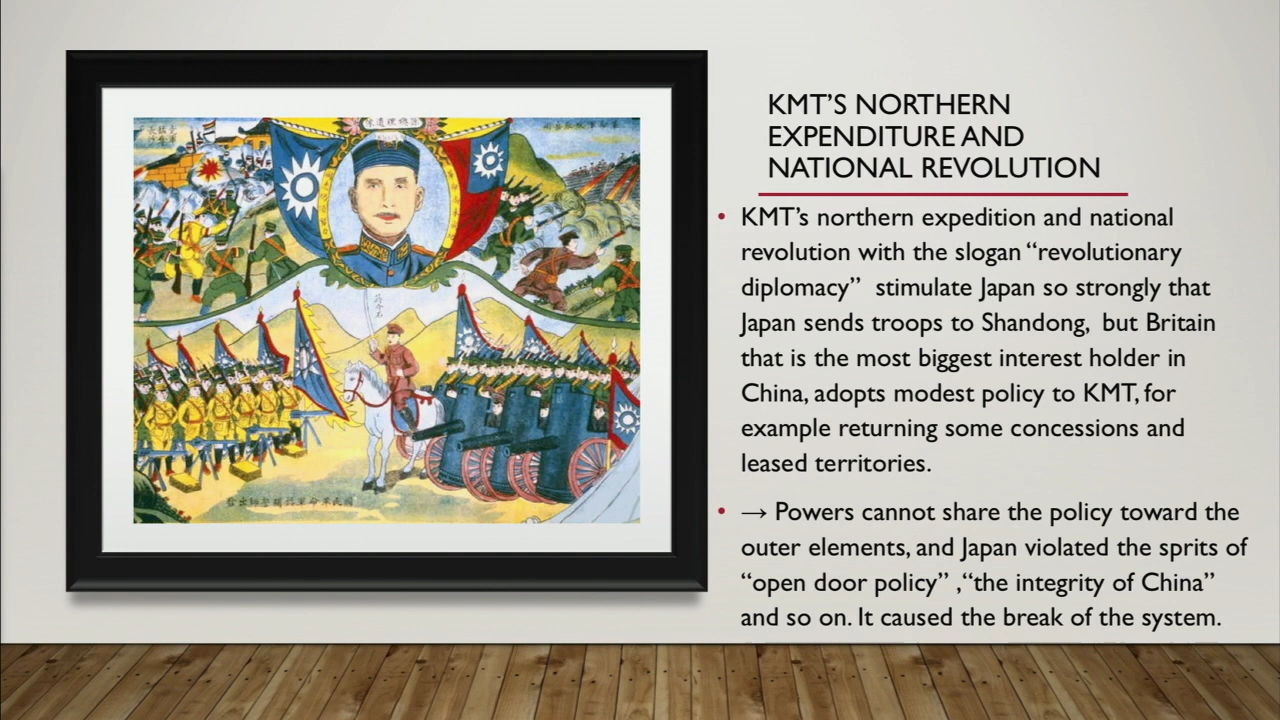 KMT'S NORTHERN
EXPENDITURE AND
NATIONAL REVOLUTION
• KMT's northern expedition and national
revolution with the slogan “revolutionary
diplomacy” stimulate Japan so strongly that
Japan sends troops to Shandong, but Britain
that is the most biggest interest holder in
China, adopts modest policy to KMT, for
example returning some concessions and
leased territories.
• → Powers cannot share the policy toward the
outer elements, and Japan violated the sprits of
“open door policy” ,“the integrity of China”
and so on. It caused the break of the system.